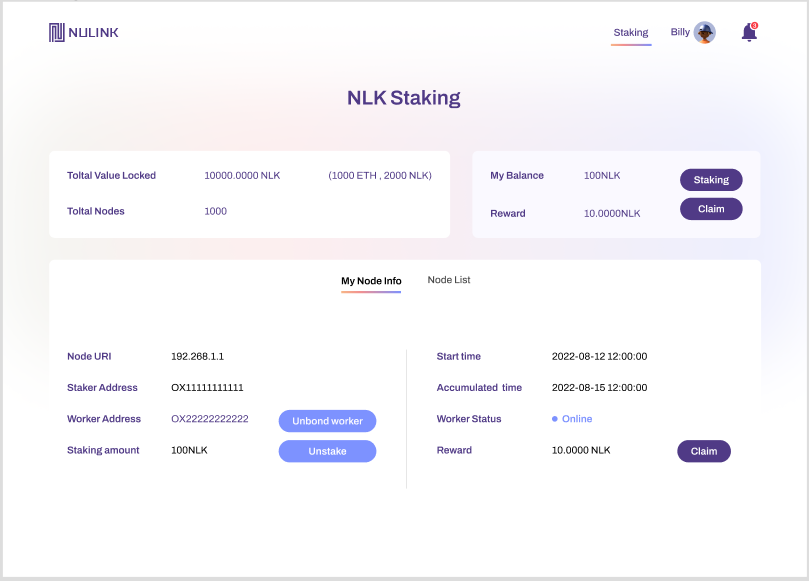 NULINK
Staking
Billy
3
NLK Staking
Toltal Value Locked 10000.0000 NLK (1000 ETH , 2000 NLK)
Toltal Nodes 1000
My Balance 100NLK Staking
Reward 10.0000NLK Claim
My Node Info Node List
Node URI 192.268.1.1
Staker Address OX11111111111
Worker Address OX22222222222 Unbond worker
Staking amount 100NLK Unstake
Start time 2022-08-12 12:00:00
Accumulated time 2022-08-15 12:00:00
Worker Status Online
Reward 10.0000 NLK Claim